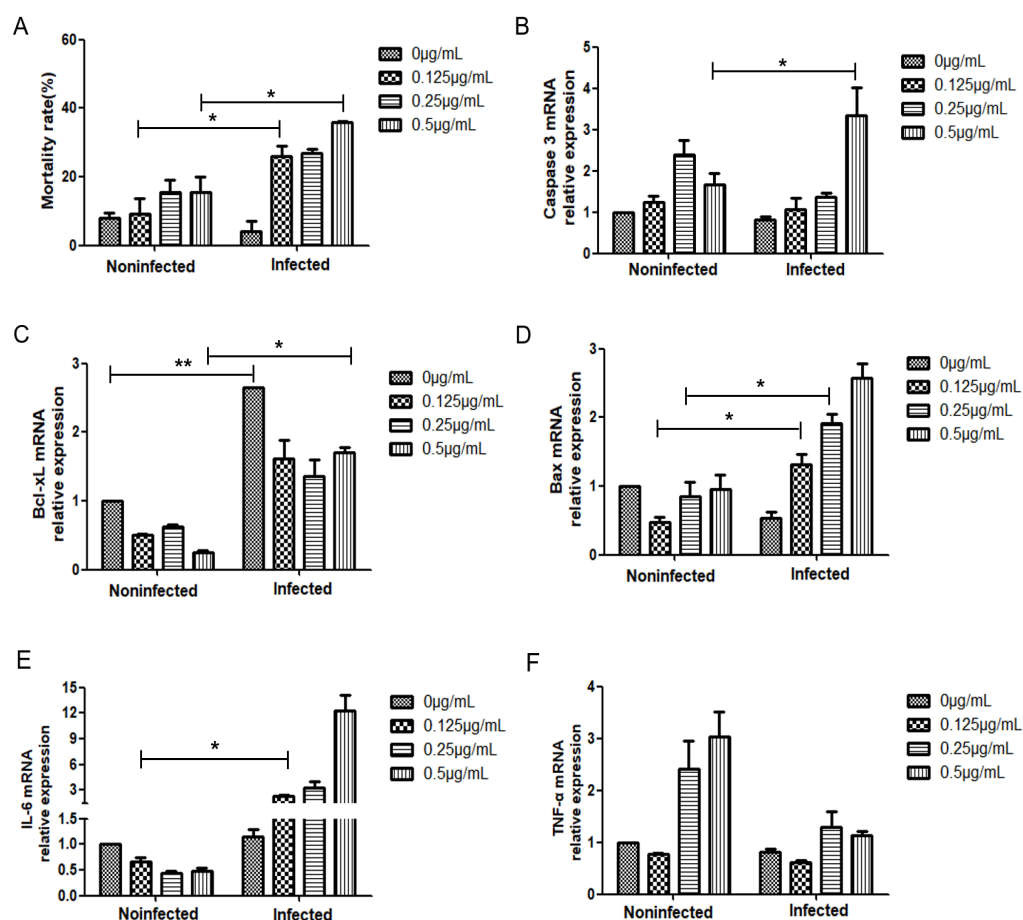 A
Mortality rate(%)
60
40
20
0
*
*
Noninfected
Infected
0µg/mL
0.125µg/mL
0.25µg/mL
0.5µg/mL
B
Caspase 3 mRNA
relative expression
5
4
3
2
1
0
*
Noninfected
Infected
0µg/mL
0.125µg/mL
0.25µg/mL
0.5µg/mL
C
Bcl-xL mRNA
relative expression
3
2
1
0
**
*
Noninfected
Infected
0µg/mL
0.125µg/mL
0.25µg/mL
0.5µg/mL
D
Bax mRNA
relative expression
3
2
1
0
*
*
Noninfected
Infected
0µg/mL
0.125µg/mL
0.25µg/mL
0.5µg/mL
E
IL-6 mRNA
relative expression
15
12
9
6
3
1.5
1.0
0.5
0.0
*
Noinfected
Infected
0µg/mL
0.125µg/mL
0.25µg/mL
0.5µg/mL
F
TNF-α mRNA
relative expression
4
3
2
1
0
Noninfected
Infected
0µg/mL
0.125µg/mL
0.25µg/mL
0.5µg/mL